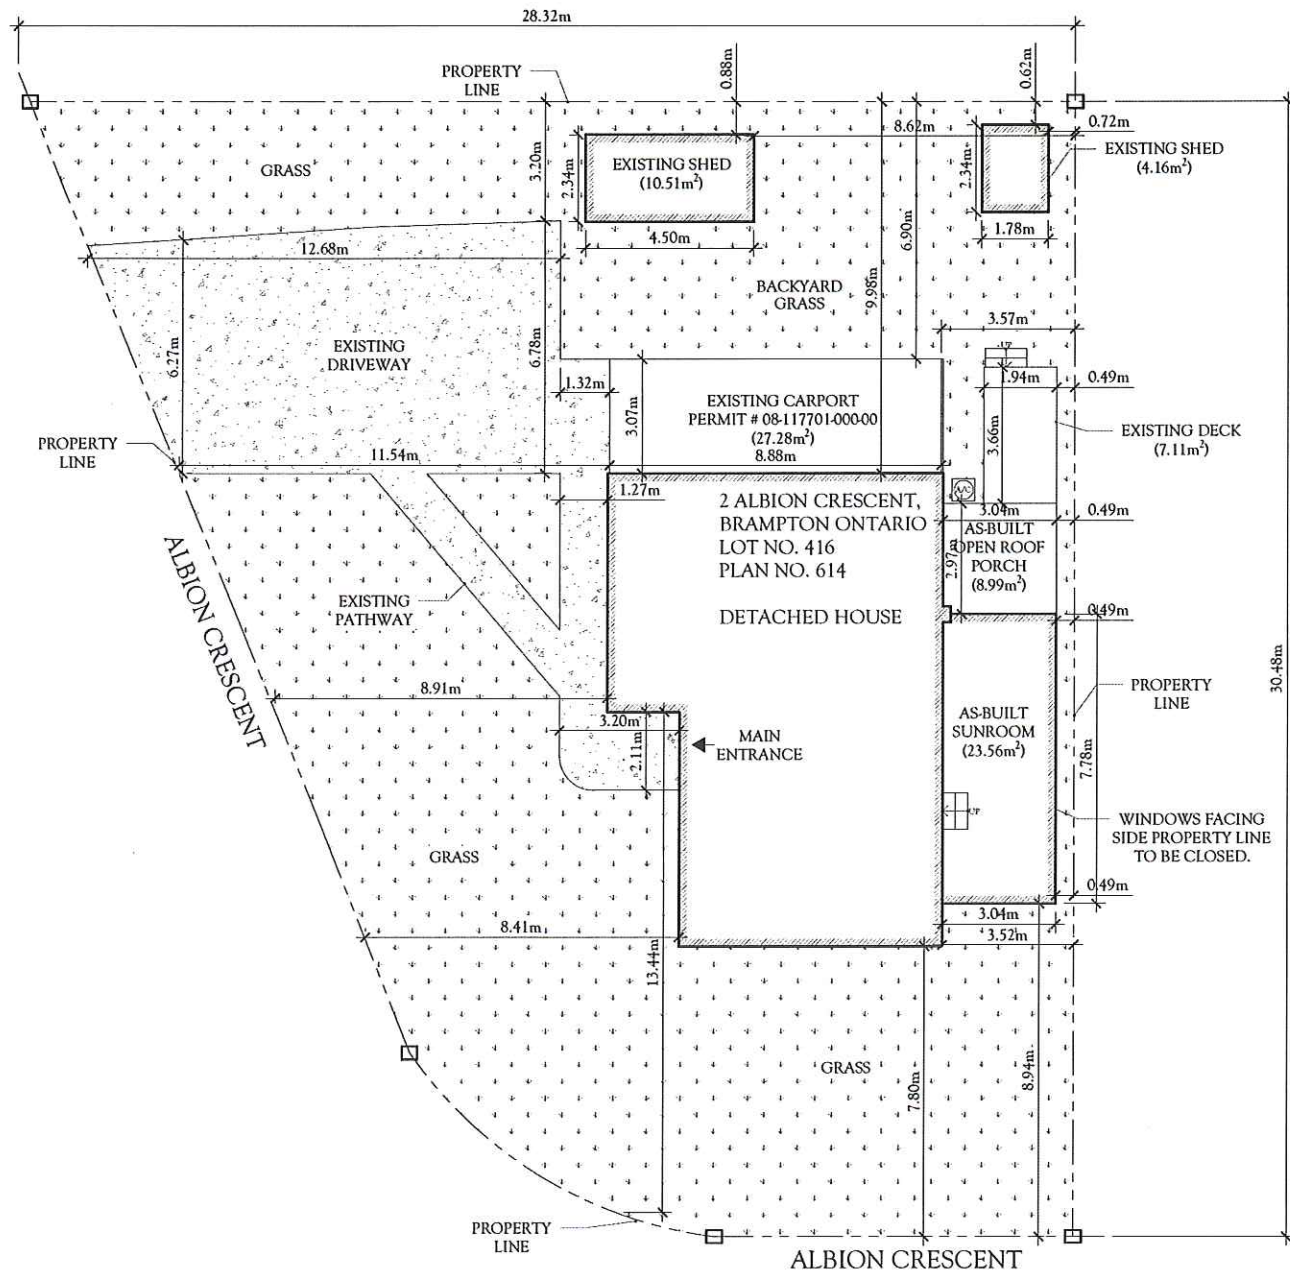 28.32m
PROPERTY
LINE
0.88m
0.62m
0.72m
8.62m
EXISTING SHED
(4.16m²)
GRASS
3.20m
2.34m
EXISTING SHED
(10.51m²)
2.34m
4.50m
1.78m
6.90m
9.98m
12.68m
BACKYARD
GRASS
3.57m
EXISTING
DRIVEWAY
6.27m
6.78m
1.32m
3.07m
EXISTING CARPORT
PERMIT # 08-117701-000-00
(27.28m²)
8.88m
1.94m
0.49m
3.66m
EXISTING DECK
(7.11m²)
PROPERTY
LINE
11.54m
1.27m
2 ALBION CRESCENT,
BRAMPTON ONTARIO
LOT NO. 416
PLAN NO. 614
DETACHED HOUSE
A/C
3.04m
0.49m
2.97m
AS-BUILT
OPEN ROOF
PORCH
(8.99m²)
0.49m
ALBION CRESCENT
EXISTING
PATHWAY
30.48m
8.91m
3.20m
2.11m
MAIN
ENTRANCE
AS-BUILT
SUNROOM
(23.56m²)
PROPERTY
LINE
7.78m
UP
WINDOWS FACING
SIDE PROPERTY LINE
TO BE CLOSED.
GRASS
0.49m
3.04m
3.52m
8.41m
13.44m
GRASS
7.80m
8.94m
PROPERTY
LINE
ALBION CRESCENT